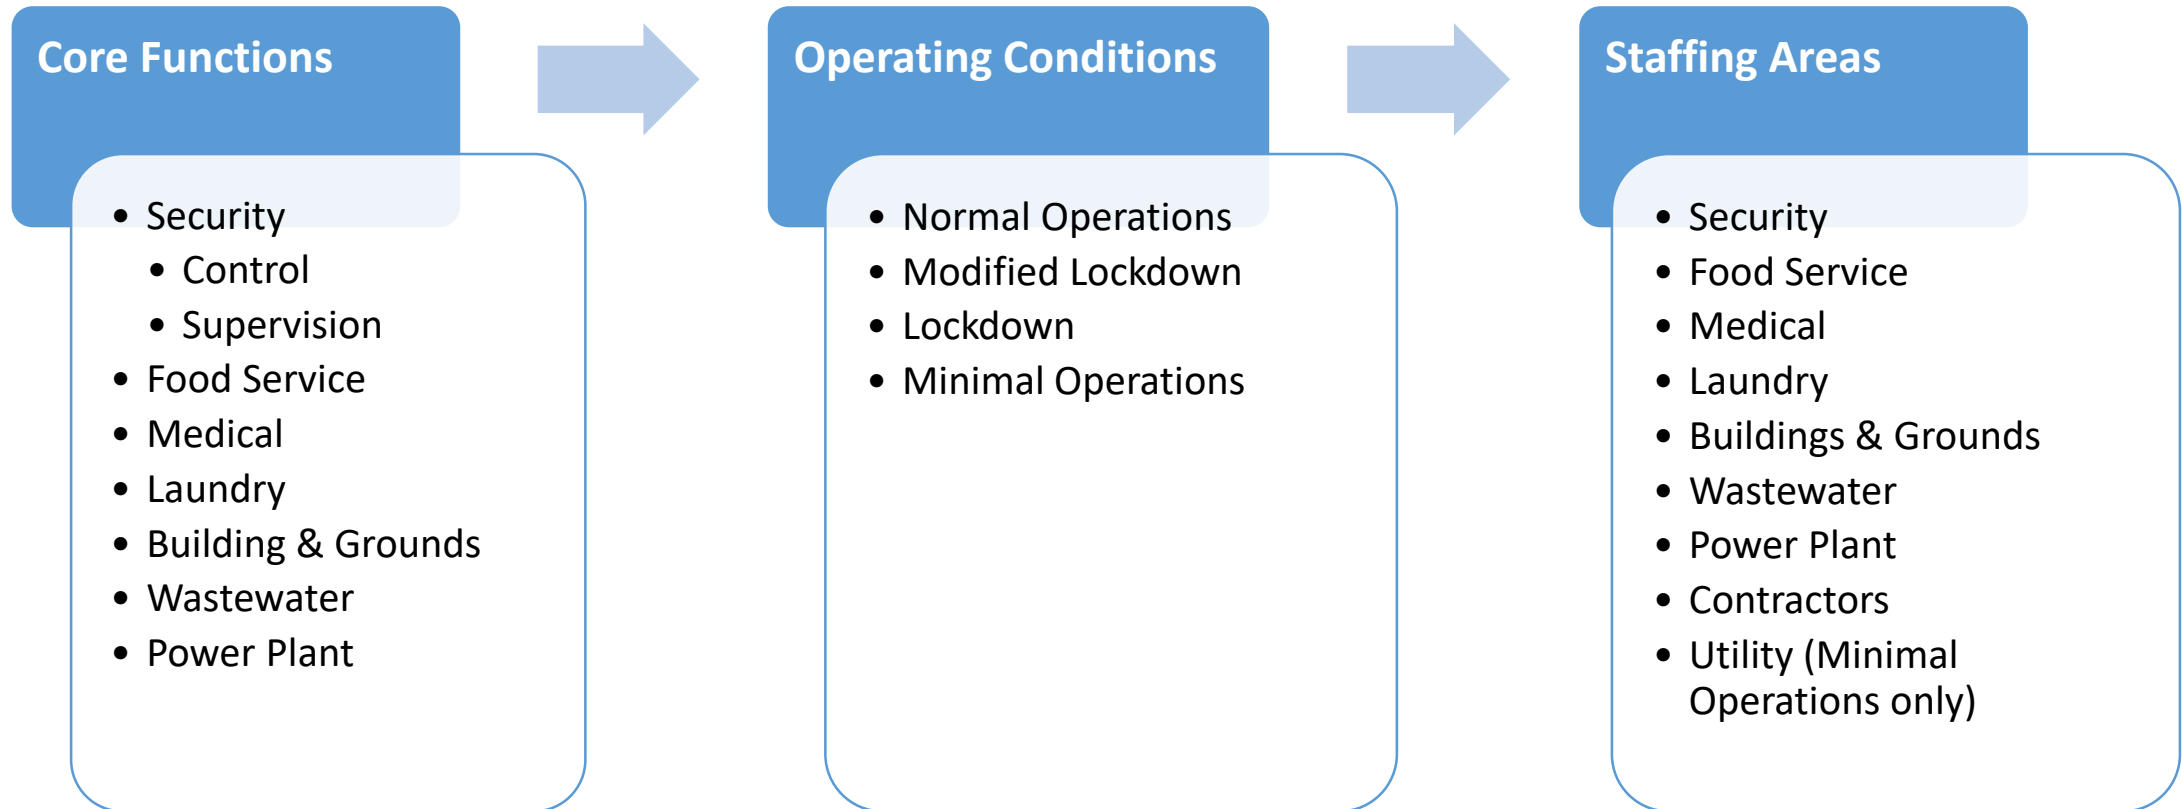 Core Functions
• Security
• Control
• Supervision
• Food Service
• Medical
• Laundry
• Building & Grounds
• Wastewater
• Power Plant
Operating Conditions
• Normal Operations
• Modified Lockdown
• Lockdown
• Minimal Operations
Staffing Areas
• Security
• Food Service
• Medical
• Laundry
• Buildings & Grounds
• Wastewater
• Power Plant
• Contractors
• Utility (Minimal
Operations only)